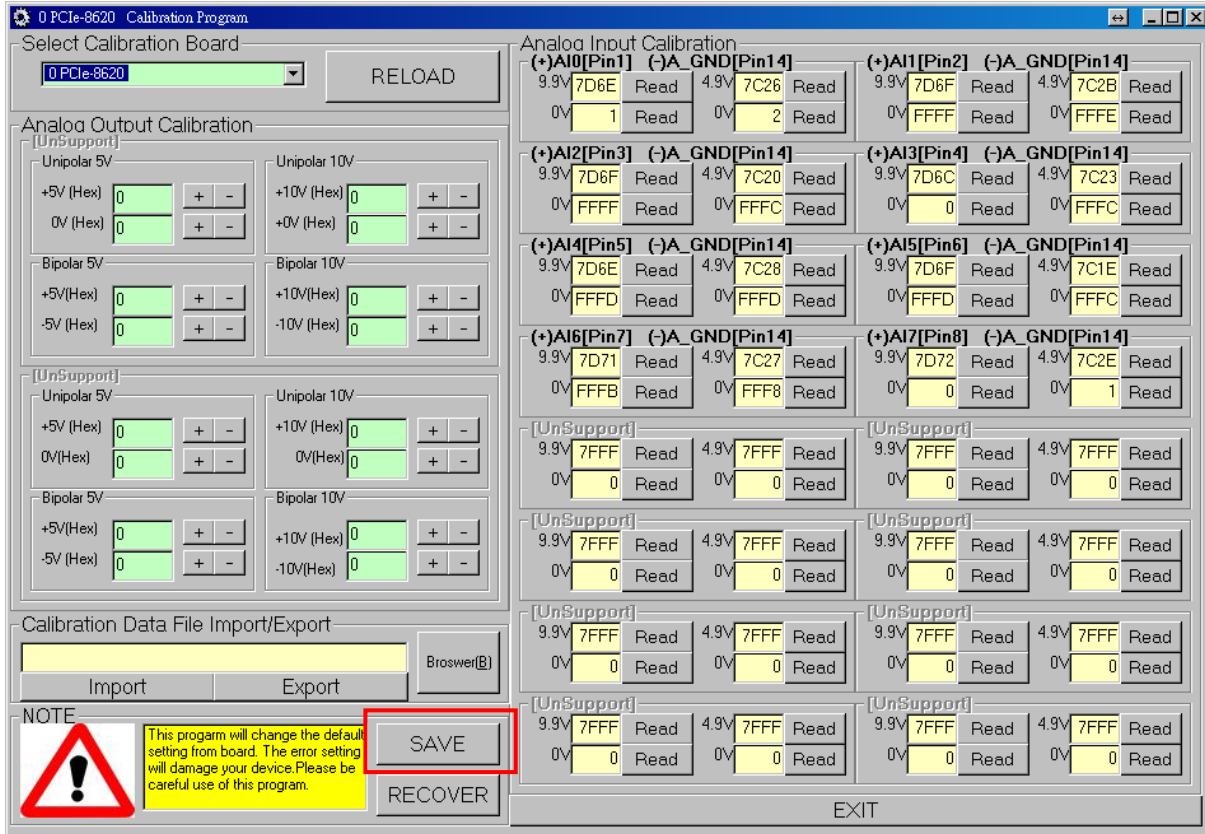 0 PCIe-8620 Calibration Program
Select Calibration Board
0 PCIe-8620
RELOAD
Analog Output Calibration
[UnSupport]
Unipolar 5V
+5V (Hex) 0 + -
0V (Hex) 0 + -
Unipolar 10V
+10V (Hex) 0 + -
+0V (Hex) 0 + -
Bipolar 5V
+5V(Hex) 0 + -
-5V (Hex) 0 + -
Bipolar 10V
+10V(Hex) 0 + -
-10V (Hex) 0 + -
[UnSupport]
Unipolar 5V
+5V (Hex) 0 + -
0V(Hex) 0 + -
Unipolar 10V
+10V (Hex) 0 + -
0V(Hex) 0 + -
Bipolar 5V
+5V(Hex) 0 + -
-5V (Hex) 0 + -
Bipolar 10V
+10V (Hex) 0 + -
-10V(Hex) 0 + -
Calibration Data File Import/Export
Broswer(B)
Import Export
NOTE
This progarm will change the default
setting from board. The error setting
will damage your device.Please be
careful use of this program.
SAVE
RECOVER
Analog Input Calibration
(+)AI0[Pin1] (-)A_GND[Pin14]
9.9V 7D6E Read 4.9V 7C26 Read
0V 1 Read 0V 2 Read
(+)AI1[Pin2] (-)A_GND[Pin14]
9.9V 7D6F Read 4.9V 7C2B Read
0V FFFF Read 0V FFFE Read
(+)AI2[Pin3] (-)A_GND[Pin14]
9.9V 7D6F Read 4.9V 7C20 Read
0V FFFF Read 0V FFFC Read
(+)AI3[Pin4] (-)A_GND[Pin14]
9.9V 7D6C Read 4.9V 7C23 Read
0V 0 Read 0V FFFC Read
(+)AI4[Pin5] (-)A_GND[Pin14]
9.9V 7D6E Read 4.9V 7C28 Read
0V FFFD Read 0V FFFD Read
(+)AI5[Pin6] (-)A_GND[Pin14]
9.9V 7D6F Read 4.9V 7C1E Read
0V FFFD Read 0V FFFC Read
(+)AI6[Pin7] (-)A_GND[Pin14]
9.9V 7D71 Read 4.9V 7C27 Read
0V FFFB Read 0V FFF8 Read
(+)AI7[Pin8] (-)A_GND[Pin14]
9.9V 7D72 Read 4.9V 7C2E Read
0V 0 Read 0V 1 Read
[UnSupport]
9.9V 7FFF Read 4.9V 7FFF Read
0V 0 Read 0V 0 Read
[UnSupport]
9.9V 7FFF Read 4.9V 7FFF Read
0V 0 Read 0V 0 Read
[UnSupport]
9.9V 7FFF Read 4.9V 7FFF Read
0V 0 Read 0V 0 Read
[UnSupport]
9.9V 7FFF Read 4.9V 7FFF Read
0V 0 Read 0V 0 Read
[UnSupport]
9.9V 7FFF Read 4.9V 7FFF Read
0V 0 Read 0V 0 Read
[UnSupport]
9.9V 7FFF Read 4.9V 7FFF Read
0V 0 Read 0V 0 Read
[UnSupport]
9.9V 7FFF Read 4.9V 7FFF Read
0V 0 Read 0V 0 Read
[UnSupport]
9.9V 7FFF Read 4.9V 7FFF Read
0V 0 Read 0V 0 Read
EXIT